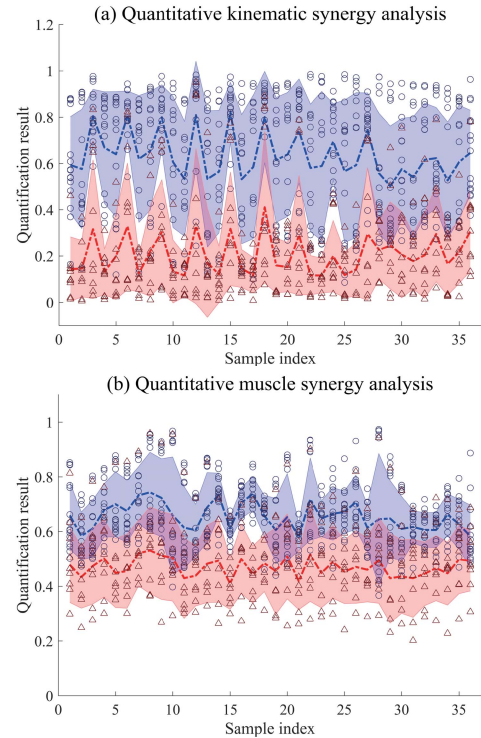 (a) Quantitative kinematic synergy analysis
1.2
1
0.8
0.6
0.4
0.2
0
Quantification result
0 5 10 15 20 25 30 35
Sample index
(b) Quantitative muscle synergy analysis
1
0.8
0.6
0.4
0.2
0
Quantification result
0 5 10 15 20 25 30 35
Sample index